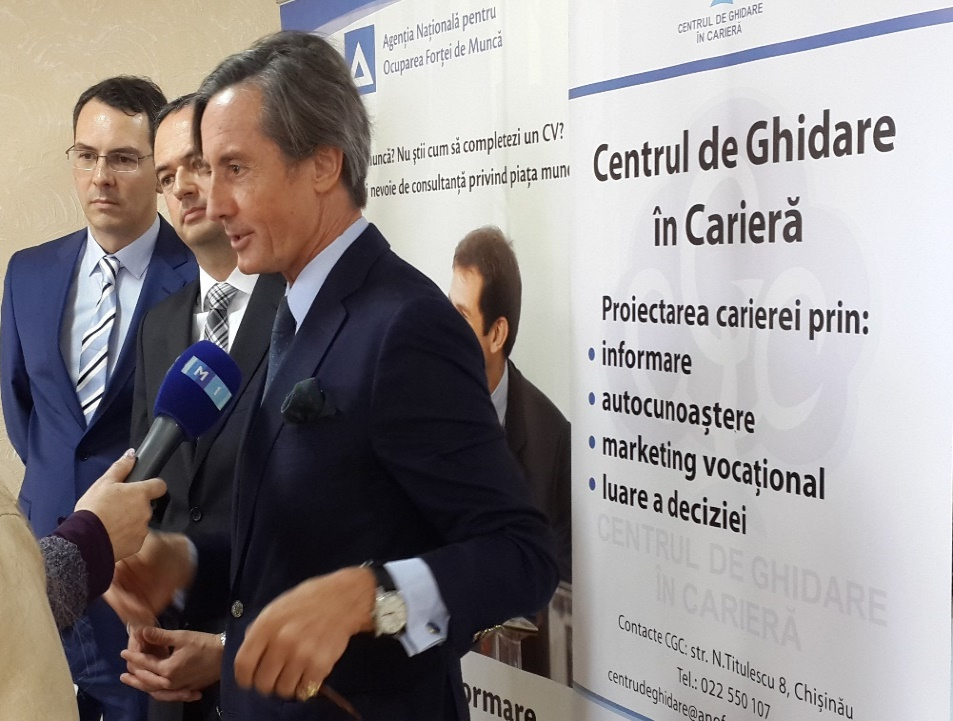 Agenția Națională pentru
Ocuparea Forței de Muncă
muncă? Nu știi cum să completezi un CV?
i nevoie de consultanță privind piața mun
ormare
CENTRUL DE GHIDARE
ÎN CARIERĂ
Centrul de Ghidare
în Carieră
Proiectarea carierei prin:
• informare
• autocunoaștere
• marketing vocațional
• luare a deciziei
CENTRUL DE GHIDARE
ÎN CARIERĂ
Contacte CGC: str. N.Titulescu 8, Chișinău
Tel.: 022 550 107
centrudeghidare@anof
M